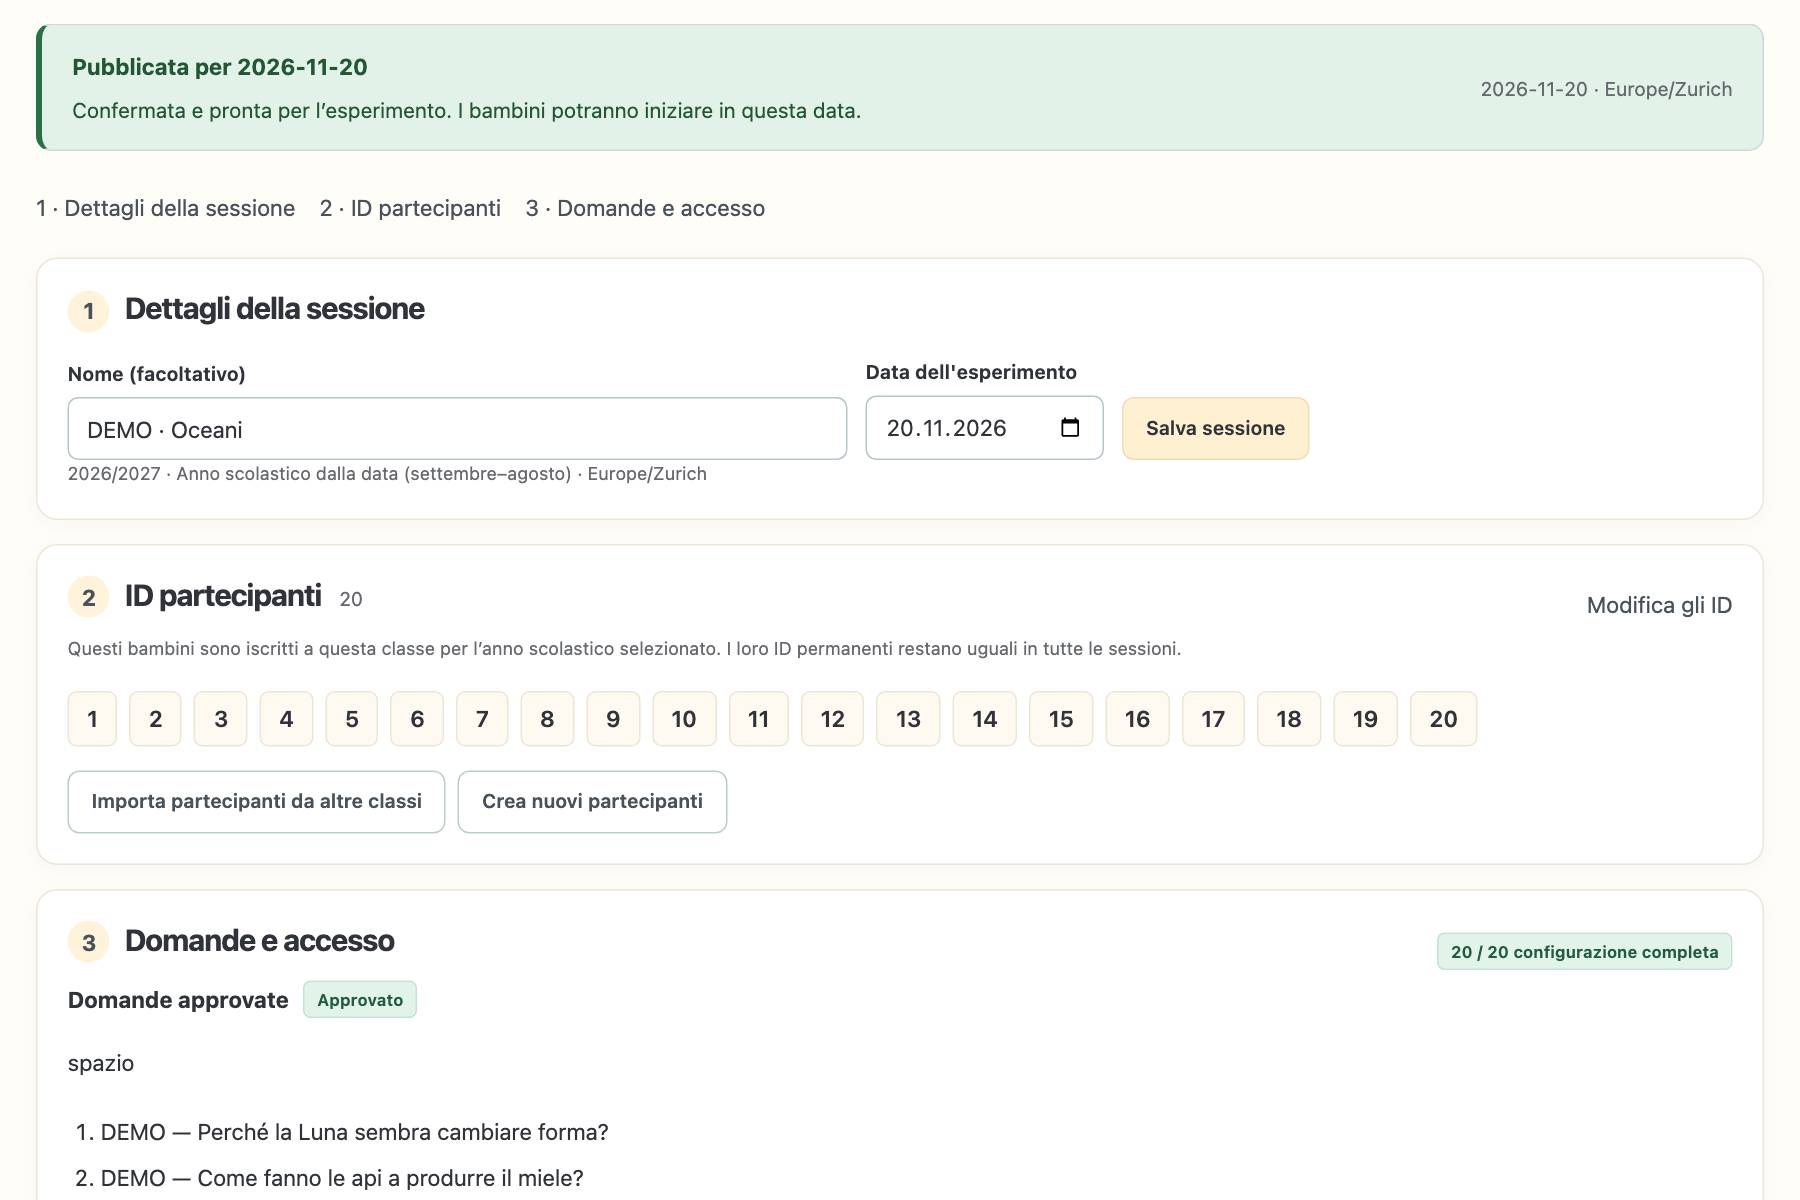 Pubblicata per 2026-11-20
Confermata e pronta per l’esperimento. I bambini potranno iniziare in questa data.
2026-11-20 · Europe/Zurich
1 · Dettagli della sessione 2 · ID partecipanti 3 · Domande e accesso
1 Dettagli della sessione
Nome (facoltativo)
DEMO · Oceani
Data dell'esperimento
20.11.2026
Salva sessione
2026/2027 · Anno scolastico dalla data (settembre–agosto) · Europe/Zurich
2 ID partecipanti 20
Modifica gli ID
Questi bambini sono iscritti a questa classe per l’anno scolastico selezionato. I loro ID permanenti restano uguali in tutte le sessioni.
1 2 3 4 5 6 7 8 9 10 11 12 13 14 15 16 17 18 19 20
Importa partecipanti da altre classi Crea nuovi partecipanti
3 Domande e accesso
20 / 20 configurazione completa
Domande approvate Approvato
spazio
1. DEMO — Perché la Luna sembra cambiare forma?
2. DEMO — Come fanno le api a produrre il miele?